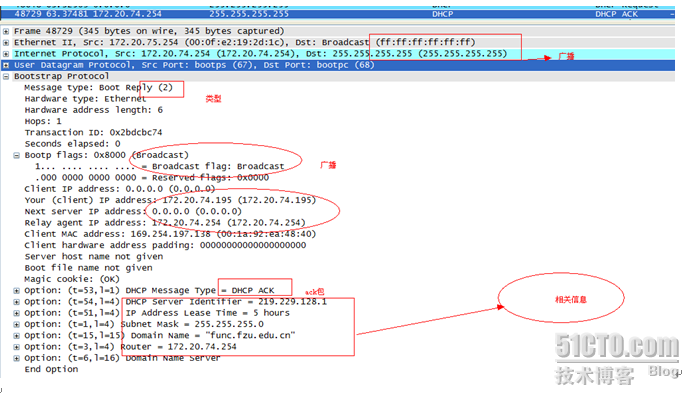 48729 63.37481 172.20.74.254 255.255.255.255 DHCP DHCP ACK
Frame 48729 (345 bytes on wire, 345 bytes captured)
Ethernet II, Src: 172.20.75.254 (00:0f:e2:19:2d:1c), Dst: Broadcast (ff:ff:ff:ff:ff:ff)
Internet Protocol, Src: 172.20.74.254 (172.20.74.254), Dst: 255.255.255.255 (255.255.255.255)
广播
User Datagram Protocol, Src Port: bootps (67), Dst Port: bootpc (68)
Bootstrap Protocol
Message type: Boot Reply (2)
类型
Hardware type: Ethernet
Hardware address length: 6
Hops: 1
Transaction ID: 0x2bdcbc74
Seconds elapsed: 0
Bootp flags: 0x8000 (Broadcast)
广播
1... .... .... .... = Broadcast flag: Broadcast
.000 0000 0000 0000 = Reserved flags: 0x0000
Client IP address: 0.0.0.0 (0.0.0.0)
Your (client) IP address: 172.20.74.195 (172.20.74.195)
Next server IP address: 0.0.0.0 (0.0.0.0)
Relay agent IP address: 172.20.74.254 (172.20.74.254)
Client MAC address: 169.254.197.138 (00:1a:92:ea:48:40)
Client hardware address padding: 00000000000000000000
Server host name not given
Boot file name not given
Magic cookie: (OK)
Option: (t=53,l=1) DHCP Message Type = DHCP ACK
ack包
Option: (t=54,l=4) DHCP Server Identifier = 219.229.128.1
Option: (t=51,l=4) IP Address Lease Time = 5 hours
相关信息
Option: (t=1,l=4) Subnet Mask = 255.255.255.0
Option: (t=15,l=15) Domain Name = "func.fzu.edu.cn"
Option: (t=3,l=4) Router = 172.20.74.254
Option: (t=6,l=16) Domain Name Server
End Option
51CTO.com
技术博客 Blog